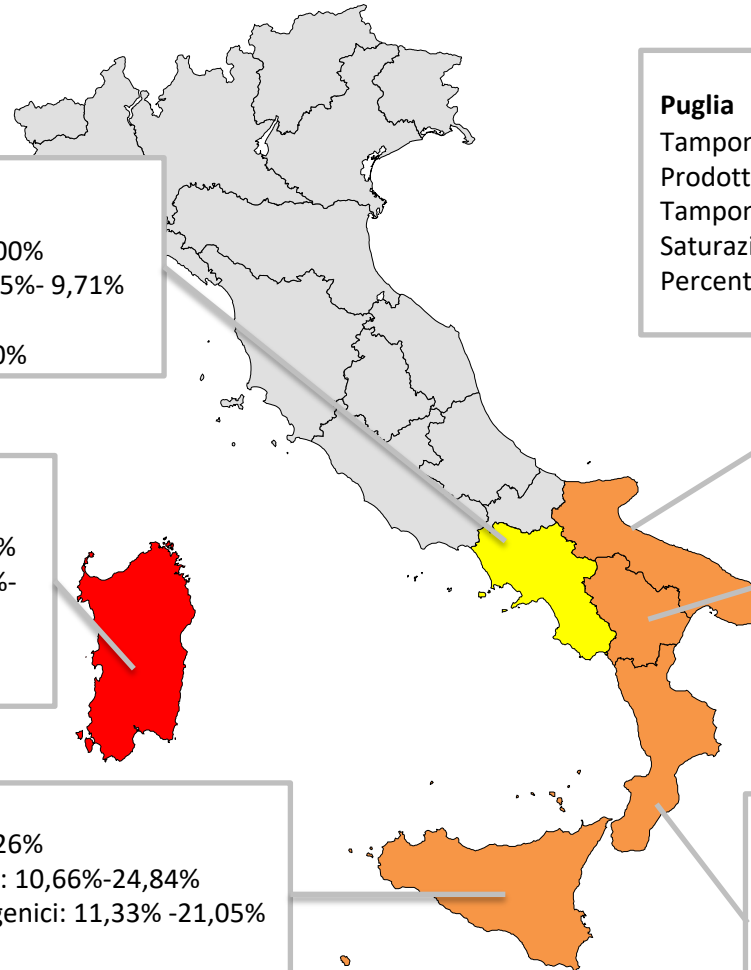 Puglia
Tampon
Prodott
Tampon
Saturazi
Percent
00%
5%- 9,71%
0%
%
%-
26%
: 10,66%-24,84%
genici: 11,33% -21,05%